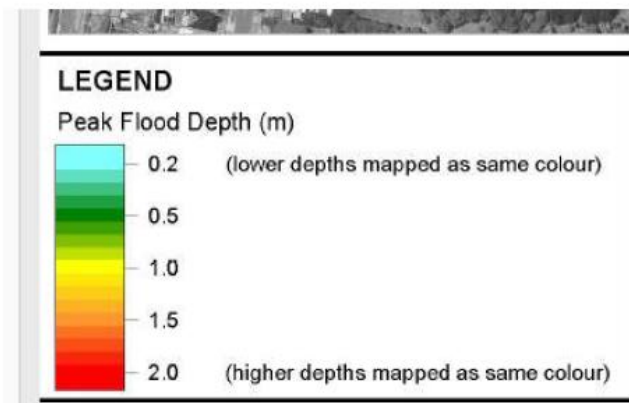 LEGEND
Peak Flood Depth (m)
0.2 (lower depths mapped as same colour)
0.5
1.0
1.5
2.0 (higher depths mapped as same colour)